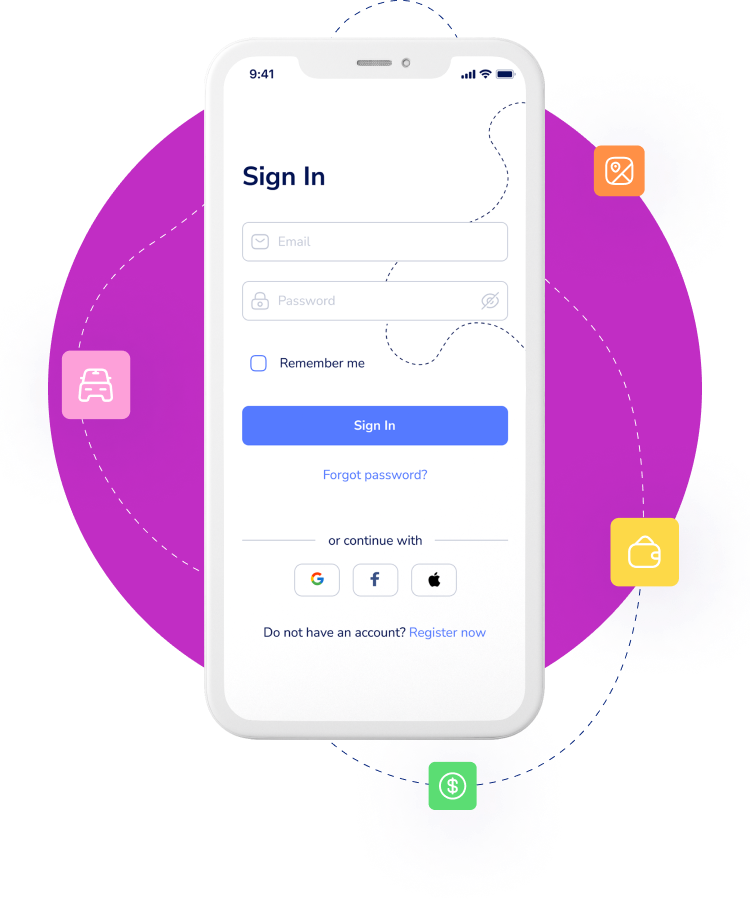 9:41
Sign In
Email
Password
Remember me
Sign In
Forgot password?
or continue with
G f
Do not have an account? Register now
$